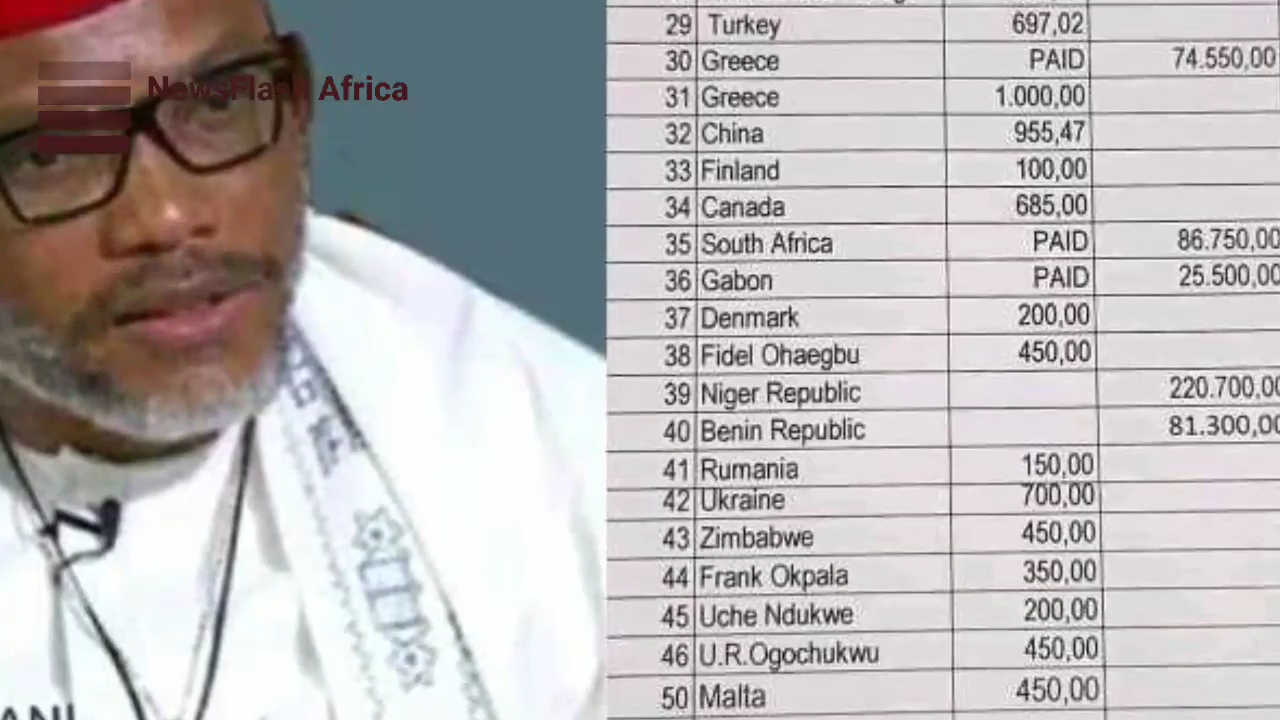 NewsFlash Africa
ANI
29 Turkey 697,02
30 Greece PAID 74.550,00
31 Greece 1.000,00
32 China 955,47
33 Finland 100,00
34 Canada 685,00
35 South Africa PAID 86.750,00
36 Gabon PAID 25.500,00
37 Denmark 200,00
38 Fidel Ohaegbu 450,00
39 Niger Republic 220.700,00
40 Benin Republic 81.300,00
41 Rumania 150,00
42 Ukraine 700,00
43 Zimbabwe 450,00
44 Frank Okpala 350,00
45 Uche Ndukwe 200,00
46 U.R.Ogochukwu 450,00
50 Malta 450,00